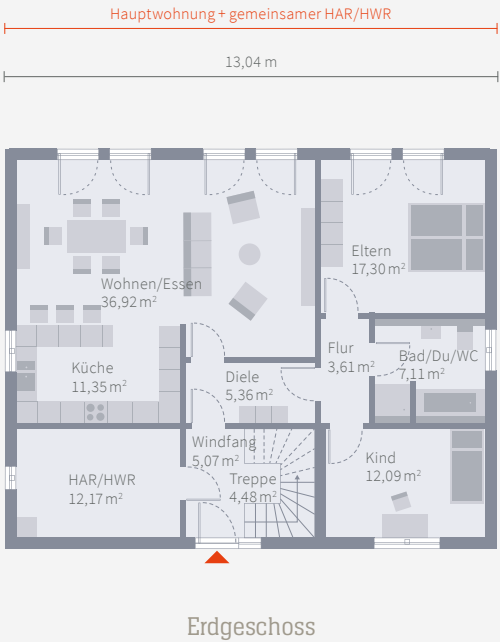 Hauptwohnung + gemeinsamer HAR/HWR
13,04 m
Wohnen/Essen
36,92 m²
Eltern
17,30 m²
Küche
11,35 m²
Diele
5,36 m²
Flur
3,61 m²
Bad/Du/WC
7,11 m²
Windfang
5,07 m²
Treppe
4,48 m²
HAR/HWR
12,17 m²
Kind
12,09 m²
Erdgeschoss